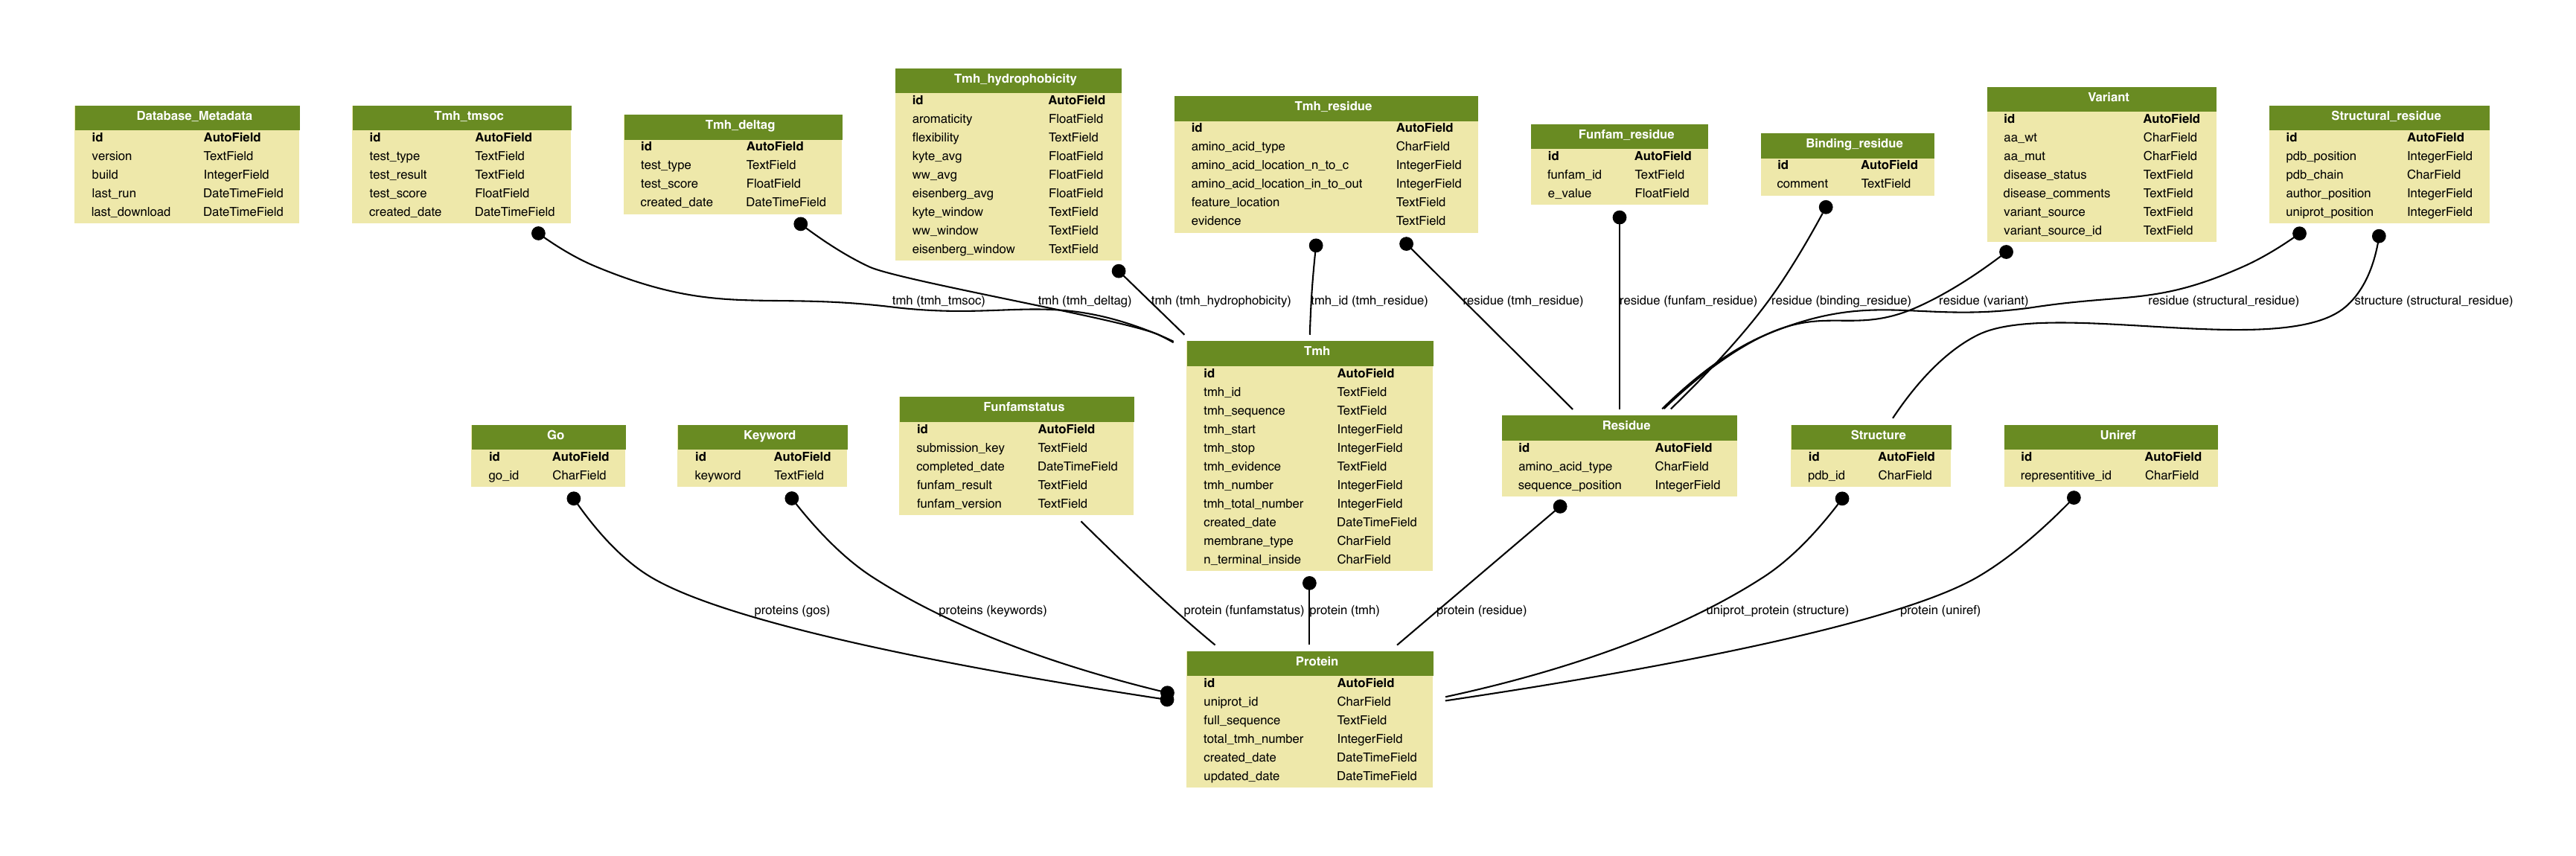 Database_Metadata
id AutoField
version TextField
build IntegerField
last_run DateTimeField
last_download DateTimeField
Tmh_tmsoc
id AutoField
test_type TextField
test_result TextField
test_score FloatField
created_date DateTimeField
Tmh_deltag
id AutoField
test_type TextField
test_score FloatField
created_date DateTimeField
Tmh_hydrophobicity
id AutoField
aromaticity FloatField
flexibility TextField
kyte_avg FloatField
ww_avg FloatField
eisenberg_avg FloatField
kyte_window TextField
ww_window TextField
eisenberg_window TextField
Tmh_residue
id AutoField
amino_acid_type CharField
amino_acid_location_n_to_c IntegerField
amino_acid_location_in_to_out IntegerField
feature_location TextField
evidence TextField
Funfam_residue
id AutoField
funfam_id TextField
e_value FloatField
Binding_residue
id AutoField
comment TextField
Variant
id AutoField
aa_wt CharField
aa_mut CharField
disease_status TextField
disease_comments TextField
variant_source TextField
variant_source_id TextField
Structural_residue
id AutoField
pdb_position IntegerField
pdb_chain CharField
author_position IntegerField
uniprot_position IntegerField
tmh (tmh_tmsoc)
tmh (tmh_deltag)
tmh (tmh_hydrophobicity)
tmh_id (tmh_residue)
residue (tmh_residue)
residue (funfam_residue)
residue (binding_residue)
residue (variant)
residue (structural_residue)
structure (structural_residue)
Go
id AutoField
go_id CharField
Keyword
id AutoField
keyword TextField
Funfamstatus
id AutoField
submission_key TextField
completed_date DateTimeField
funfam_result TextField
funfam_version TextField
Tmh
id AutoField
tmh_id TextField
tmh_sequence TextField
tmh_start IntegerField
tmh_stop IntegerField
tmh_evidence TextField
tmh_number IntegerField
tmh_total_number IntegerField
created_date DateTimeField
membrane_type CharField
n_terminal_inside CharField
Residue
id AutoField
amino_acid_type CharField
sequence_position IntegerField
Structure
id AutoField
pdb_id CharField
Uniref
id AutoField
representitive_id CharField
proteins (gos)
proteins (keywords)
protein (funfamstatus)
protein (tmh)
protein (residue)
uniprot_protein (structure)
protein (uniref)
Protein
id AutoField
uniprot_id CharField
full_sequence TextField
total_tmh_number IntegerField
created_date DateTimeField
updated_date DateTimeField